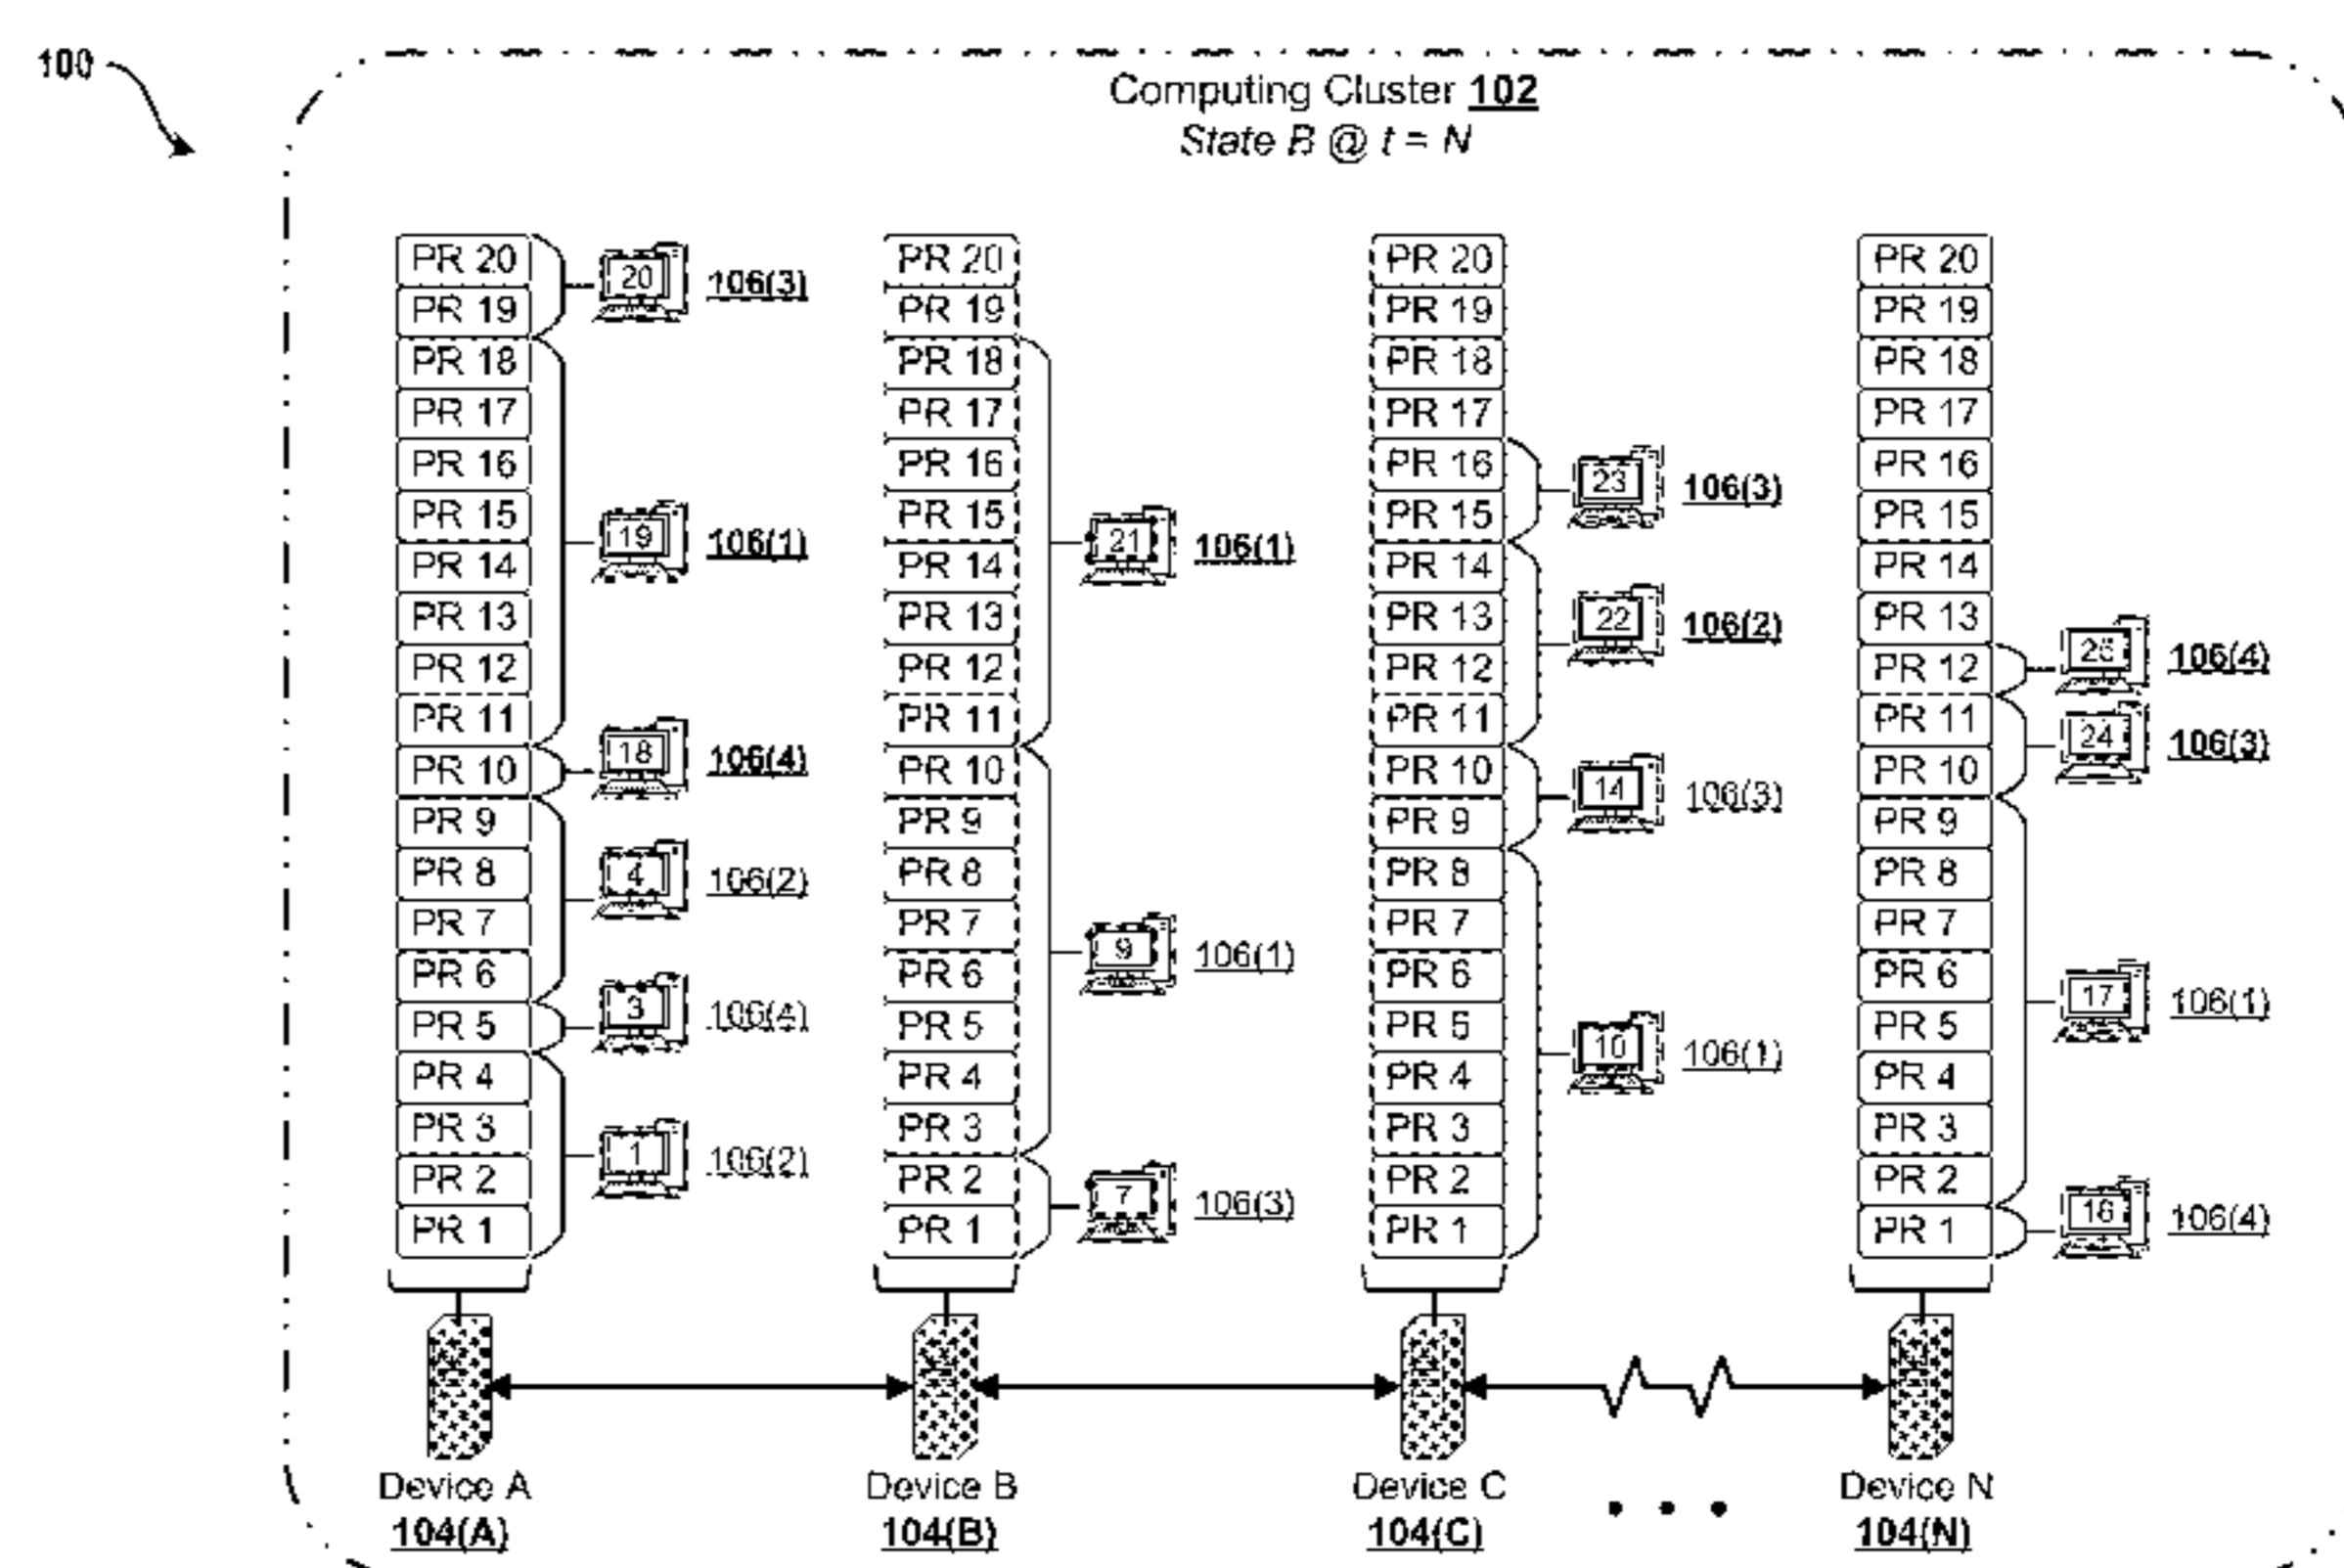 100
Computing Cluster 102
State B @ t = N
PR 20
PR 19
PR 18
PR 17
PR 16
PR 15
PR 14
PR 13
PR 12
PR 11
PR 10
PR 9
PR 8
PR 7
PR 6
PR 5
PR 4
PR 3
PR 2
PR 1
20 106(3)
19 106(1)
18 106(4)
4 106(2)
3 106(4)
1 106(2)
Device A
104(A)
PR 20
PR 19
PR 18
PR 17
PR 16
PR 15
PR 14
PR 13
PR 12
PR 11
PR 10
PR 9
PR 8
PR 7
PR 6
PR 5
PR 4
PR 3
PR 2
PR 1
21 106(1)
9 106(1)
7 106(3)
Device B
104(B)
PR 20
PR 19
PR 18
PR 17
PR 16
PR 15
PR 14
PR 13
PR 12
PR 11
PR 10
PR 9
PR 8
PR 7
PR 6
PR 5
PR 4
PR 3
PR 2
PR 1
23 106(3)
22 106(2)
14 106(3)
10 106(1)
Device C
104(C)
• • •
PR 20
PR 19
PR 18
PR 17
PR 16
PR 15
PR 14
PR 13
PR 12
PR 11
PR 10
PR 9
PR 8
PR 7
PR 6
PR 5
PR 4
PR 3
PR 2
PR 1
106(4)
24 106(3)
17 106(1)
16 106(4)
Device N
104(N)